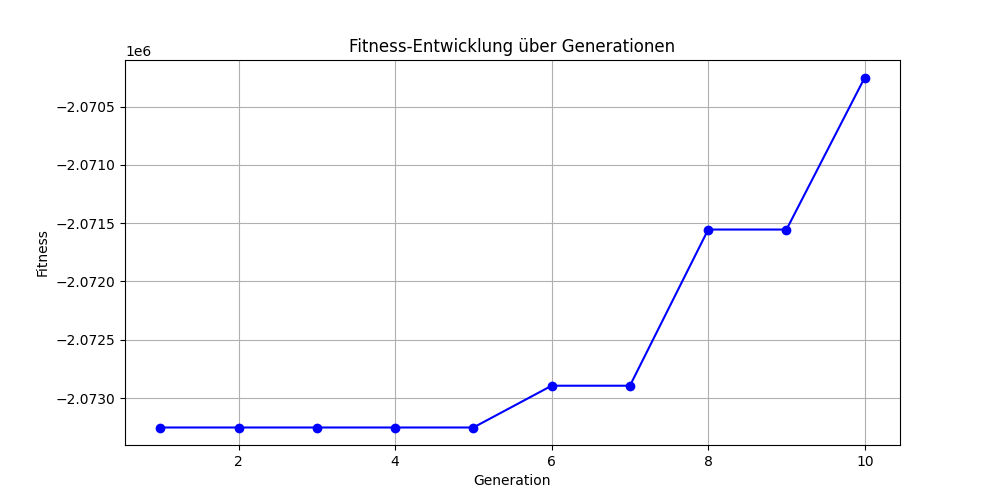 Fitness-Entwicklung über Generationen
1e6
−2.0705
−2.0710
−2.0715
−2.0720
−2.0725
−2.0730
Fitness
2 4 6 8 10
Generation